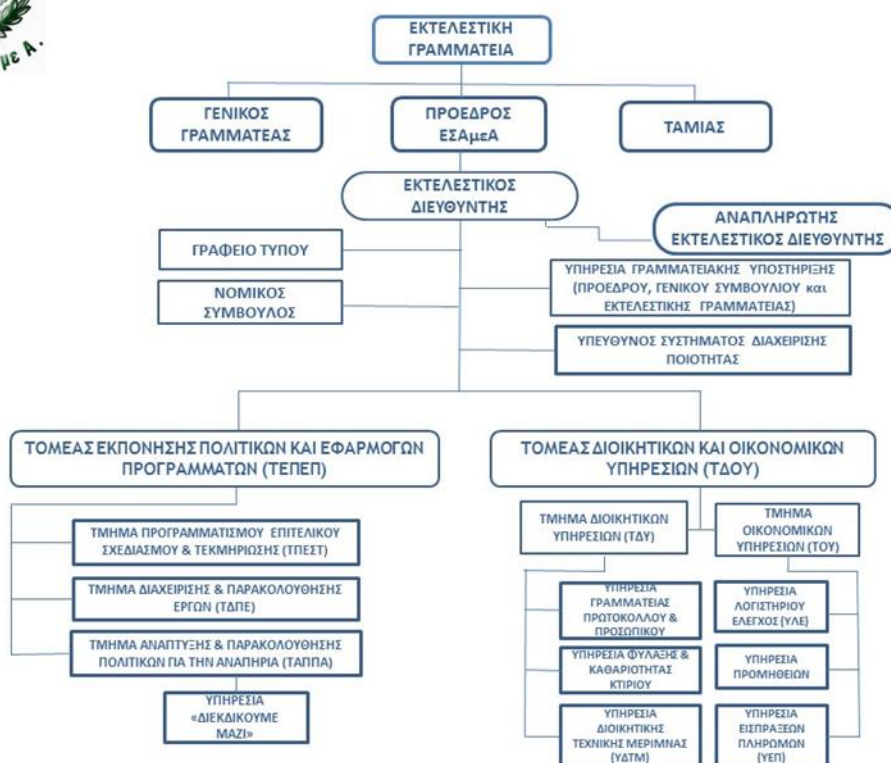 με Α.
ΕΚΤΕΛΕΣΤΙΚΗ
ΓΡΑΜΜΑΤΕΙΑ
ΓΕΝΙΚΟΣ
ΓΡΑΜΜΑΤΕΑΣ
ΠΡΟΕΔΡΟΣ
ΕΣΑμεΑ
ΤΑΜΙΑΣ
ΕΚΤΕΛΕΣΤΙΚΟΣ
ΔΙΕΥΘΥΝΤΗΣ
ΑΝΑΠΛΗΡΩΤΗΣ
ΕΚΤΕΛΕΣΤΙΚΟΣ ΔΙΕΥΘΥΝΤΗΣ
ΓΡΑΦΕΙΟ ΤΥΠΟΥ
ΥΠΗΡΕΣΙΑ ΓΡΑΜΜΑΤΕΙΑΚΗΣ ΥΠΟΣΤΗΡΙΞΗΣ
(ΠΡΟΕΔΡΟΥ, ΓΕΝΙΚΟΥ ΣΥΜΒΟΥΛΙΟΥ και
ΕΚΤΕΛΕΣΤΙΚΗΣ ΓΡΑΜΜΑΤΕΙΑΣ)
ΝΟΜΙΚΟΣ
ΣΥΜΒΟΥΛΟΣ
ΥΠΕΥΘΥΝΟΣ ΣΥΣΤΗΜΑΤΟΣ ΔΙΑΧΕΙΡΙΣΗΣ
ΠΟΙΟΤΗΤΑΣ
ΤΟΜΕΑΣ ΕΚΠΟΝΗΣΗΣ ΠΟΛΙΤΙΚΩΝ ΚΑΙ ΕΦΑΡΜΟΓΩΝ
ΠΡΟΓΡΑΜΜΑΤΩΝ (ΤΕΠΕΠ)
ΤΜΗΜΑ ΠΡΟΓΡΑΜΜΑΤΙΣΜΟΥ ΕΠΙΤΕΛΙΚΟΥ
ΣΧΕΔΙΑΣΜΟΥ & ΤΕΚΜΗΡΙΩΣΗΣ (ΤΠΕΣΤ)
ΤΜΗΜΑ ΔΙΑΧΕΙΡΙΣΗΣ & ΠΑΡΑΚΟΛΟΥΘΗΣΗΣ
ΕΡΓΩΝ (ΤΔΠΕ)
ΤΜΗΜΑ ΑΝΑΠΤΥΞΗΣ & ΠΑΡΑΚΟΛΟΥΘΗΣΗΣ
ΠΟΛΙΤΙΚΩΝ ΓΙΑ ΤΗΝ ΑΝΑΠΗΡΙΑ (ΤΑΠΠΑ)
ΥΠΗΡΕΣΙΑ
«ΔΙΕΚΔΙΚΟΥΜΕ
ΜΑΖΙ»
ΤΟΜΕΑΣ ΔΙΟΙΚΗΤΙΚΩΝ ΚΑΙ ΟΙΚΟΝΟΜΙΚΩΝ
ΥΠΗΡΕΣΙΩΝ (ΤΔΟΥ)
ΤΜΗΜΑ ΔΙΟΙΚΗΤΙΚΩΝ
ΥΠΗΡΕΣΙΩΝ (ΤΔΥ)
ΤΜΗΜΑ
ΟΙΚΟΝΟΜΙΚΩΝ
ΥΠΗΡΕΣΙΩΝ (ΤΟΥ)
ΥΠΗΡΕΣΙΑ
ΓΡΑΜΜΑΤΕΙΑΣ
ΠΡΩΤΟΚΟΛΛΟΥ &
ΠΡΟΣΩΠΙΚΟΥ
ΥΠΗΡΕΣΙΑ
ΛΟΓΙΣΤΗΡΙΟΥ
ΕΛΕΓΧΟΣ (ΥΛΕ)
ΥΠΗΡΕΣΙΑ ΦΥΛΑΞΗΣ &
ΚΑΘΑΡΙΟΤΗΤΑΣ
ΚΤΙΡΙΟΥ
ΥΠΗΡΕΣΙΑ
ΠΡΟΜΗΘΕΙΩΝ
ΥΠΗΡΕΣΙΑ
ΔΙΟΙΚΗΤΙΚΗΣ
ΤΕΧΝΙΚΗΣ ΜΕΡΙΜΝΑΣ
(ΥΔΤΜ)
ΥΠΗΡΕΣΙΑ
ΕΙΣΠΡΑΞΕΩΝ
ΠΛΗΡΩΜΩΝ
(ΥΕΠ)